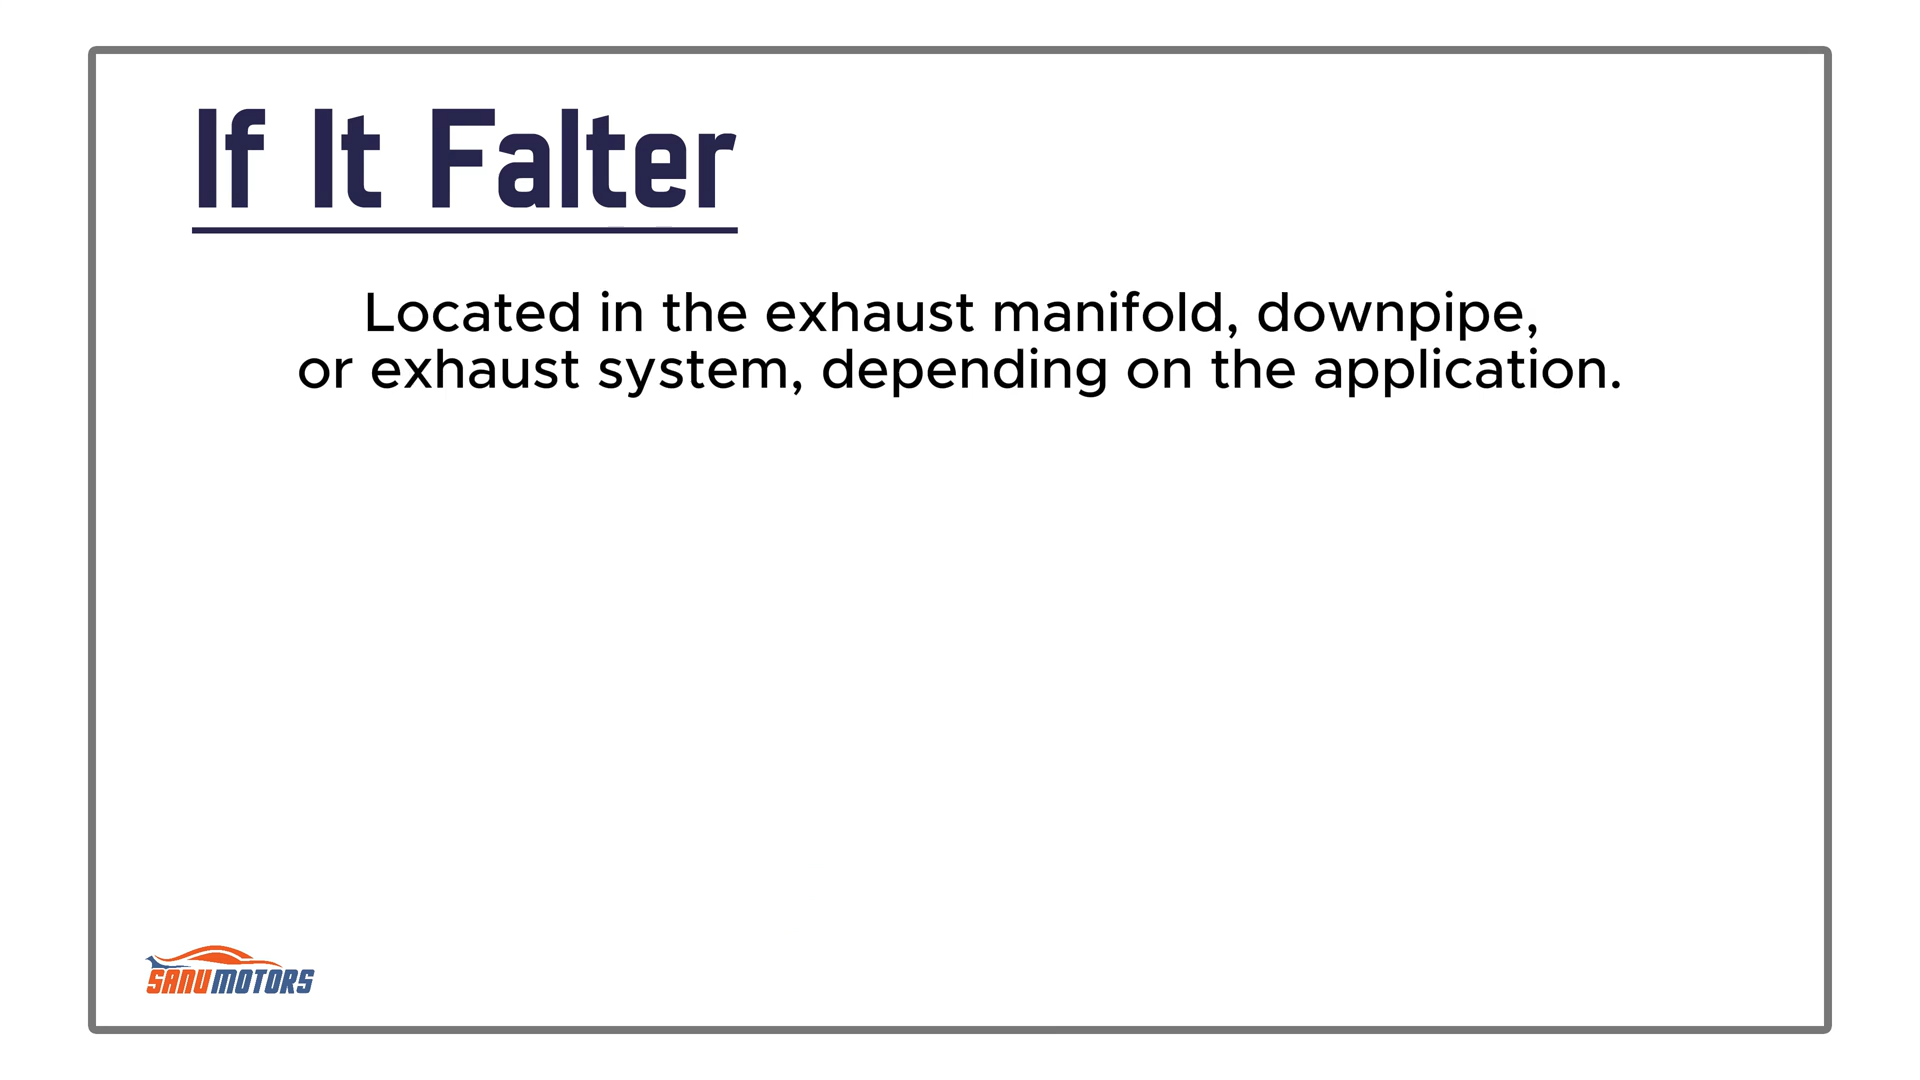 If It Falter
Located in the exhaust manifold, downpipe,
or exhaust system, depending on the application.
SANUMOTORS